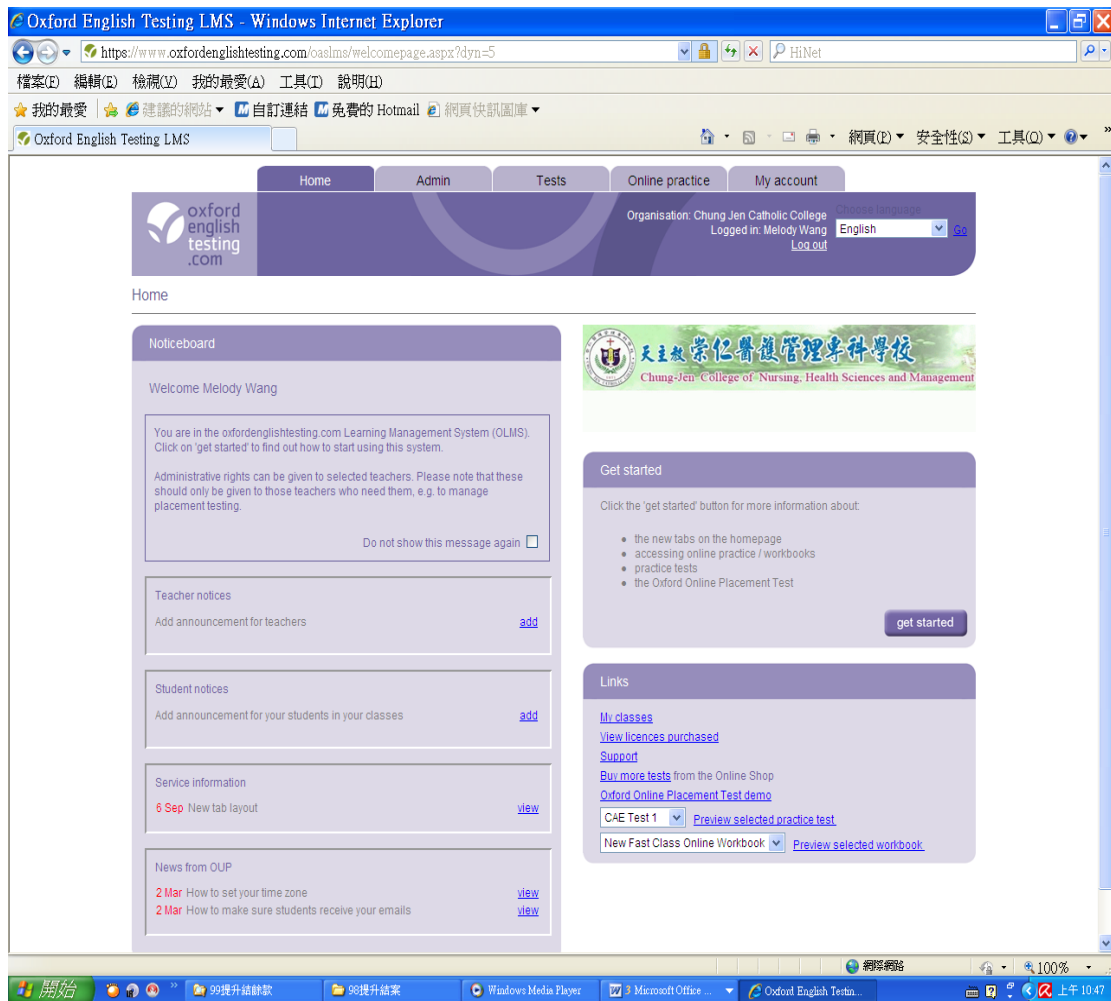 Oxford English Testing LMS - Windows Internet Explorer
https://www.oxfordenglishtesting.com/oaslms/welcomepage.aspx?dyn=5
HiNet
檔案(F) 編輯(E) 檢視(V) 我的最愛(A) 工具(T) 說明(H)
我的最愛 建議的網站 自訂連結 免費的 Hotmail 網頁快訊圖庫
Oxford English Testing LMS
網頁(P) 安全性(S) 工具(O) »
Home Admin Tests Online practice My account
oxford
english
testing
.com
Organisation: Chung Jen Catholic College
Logged in: Melody Wang
Log out
Choose language
English Go
Home
Noticeboard
Welcome Melody Wang
You are in the oxfordenglishtesting.com Learning Management System (OLMS).
Click on 'get started' to find out how to start using this system.
Administrative rights can be given to selected teachers. Please note that these
should only be given to those teachers who need them, e.g. to manage
placement testing.
Do not show this message again
Teacher notices
Add announcement for teachers add
Student notices
Add announcement for your students in your classes add
Service information
6 Sep New tab layout view
News from OUP
2 Mar How to set your time zone view
2 Mar How to make sure students receive your emails view
天主教崇仁醫護管理專科學校
Chung-Jen College of Nursing, Health Sciences and Management
Get started
Click the 'get started' button for more information about:
• the new tabs on the homepage
• accessing online practice / workbooks
• practice tests
• the Oxford Online Placement Test
get started
Links
My classes
View licences purchased
Support
Buy more tests from the Online Shop
Oxford Online Placement Test demo
CAE Test 1 Preview selected practice test
New Fast Class Online Workbook Preview selected workbook
網際網路 100%
開始 » 99提升結餘款 98提升結案 Windows Media Player 3 Microsoft Office ... Oxford English Testin... 上午 10:47